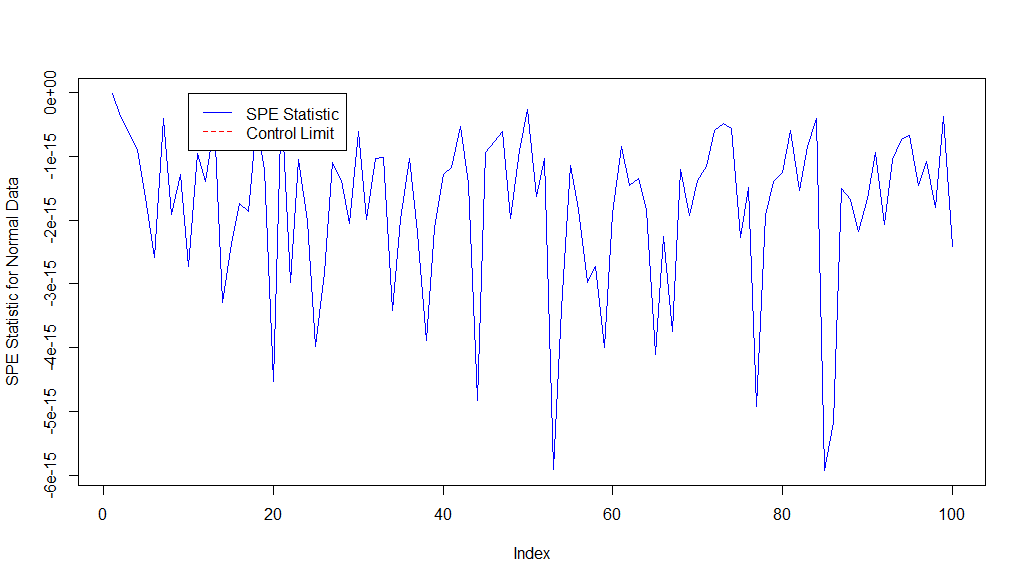 SPE Statistic for Normal Data
0e+00
-1e-15
-2e-15
-3e-15
-4e-15
-5e-15
-6e-15
SPE Statistic
Control Limit
0
20
40
60
80
100
Index